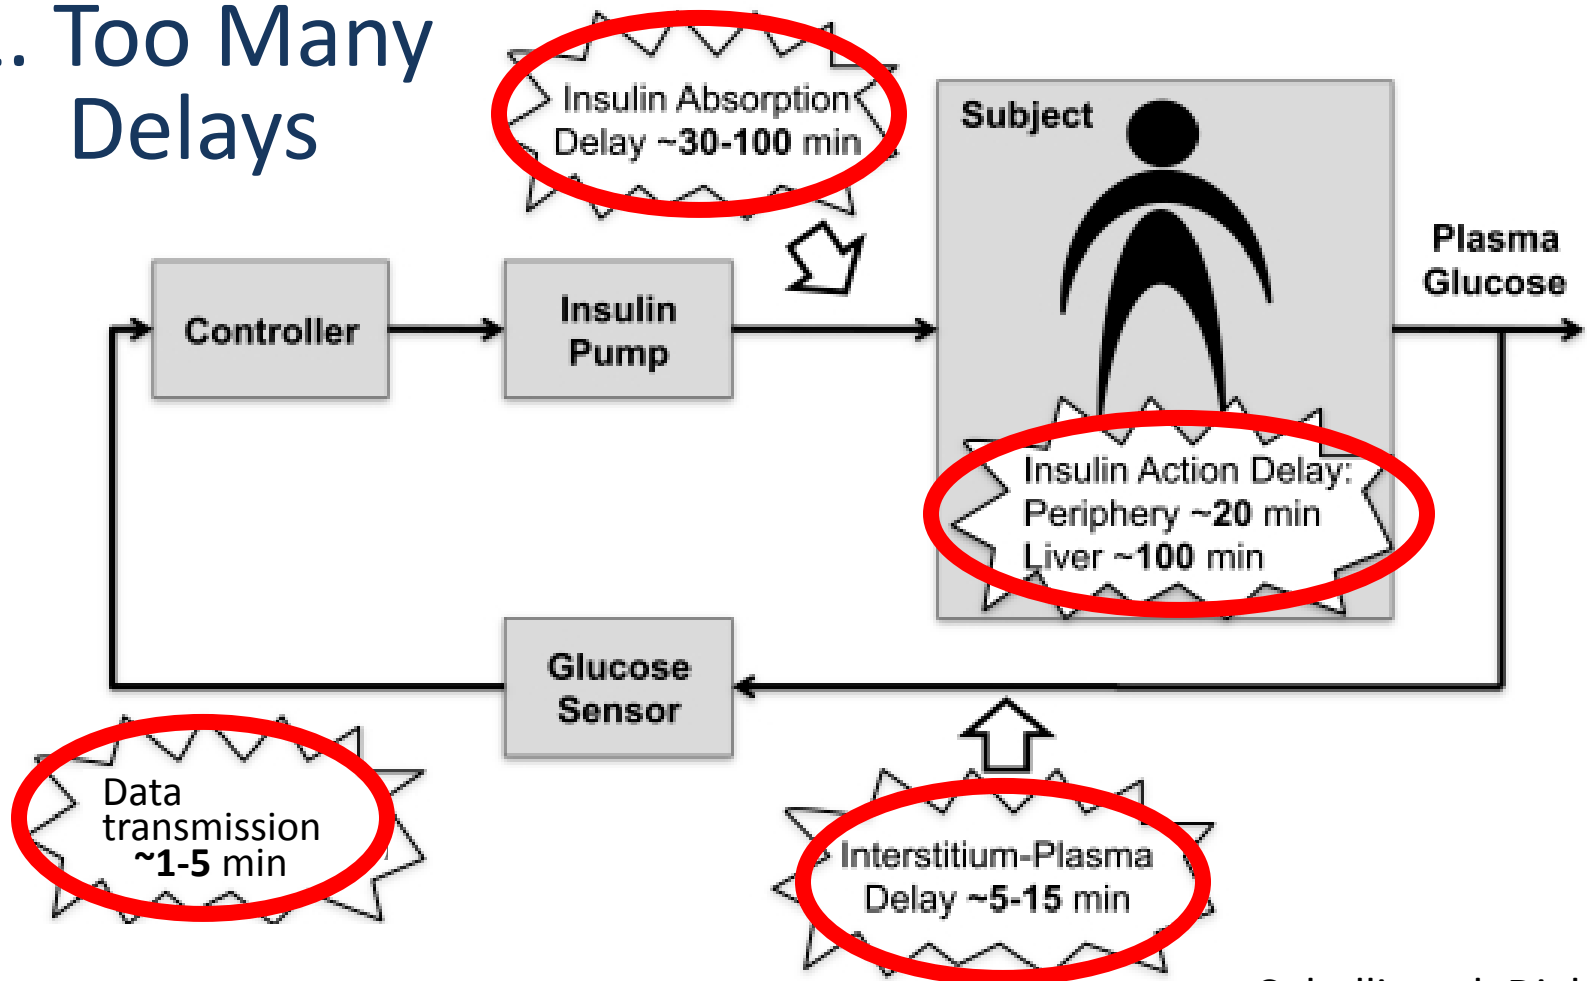 .. Too Many
Delays
Insulin Absorption
Delay ~30-100 min
Subject
Plasma
Glucose
Controller
Insulin
Pump
Insulin Action Delay:
Periphery ~20 min
Liver ~100 min
Glucose
Sensor
Data
transmission
~1-5 min
Interstitium-Plasma
Delay ~5-15 min